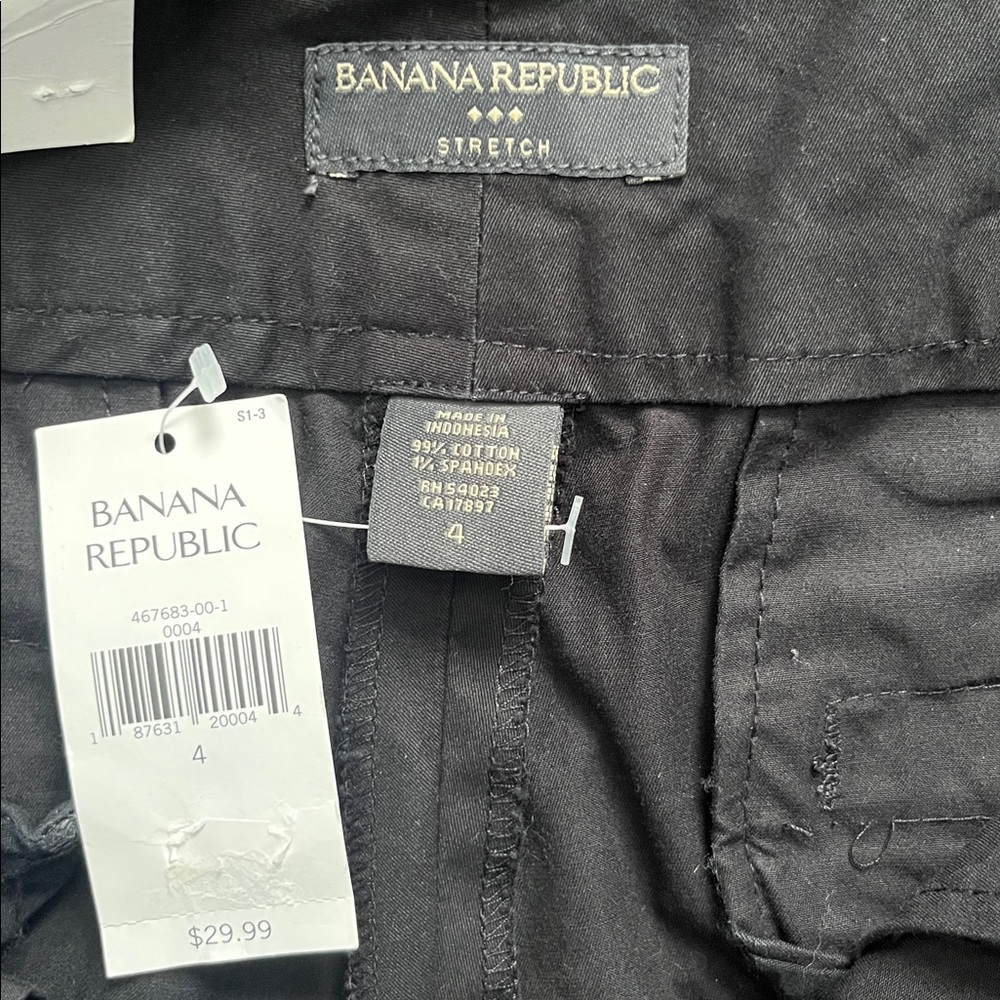 BANANA REPUBLIC
STRETCH
MADE IN
INDONESIA
99% COTTON
1% SPANDEX
RN 54023
CA17897
4
S1-3
BANANA
REPUBLIC
467683-00-1
0004
1 87631 20004 4
4
$29.99